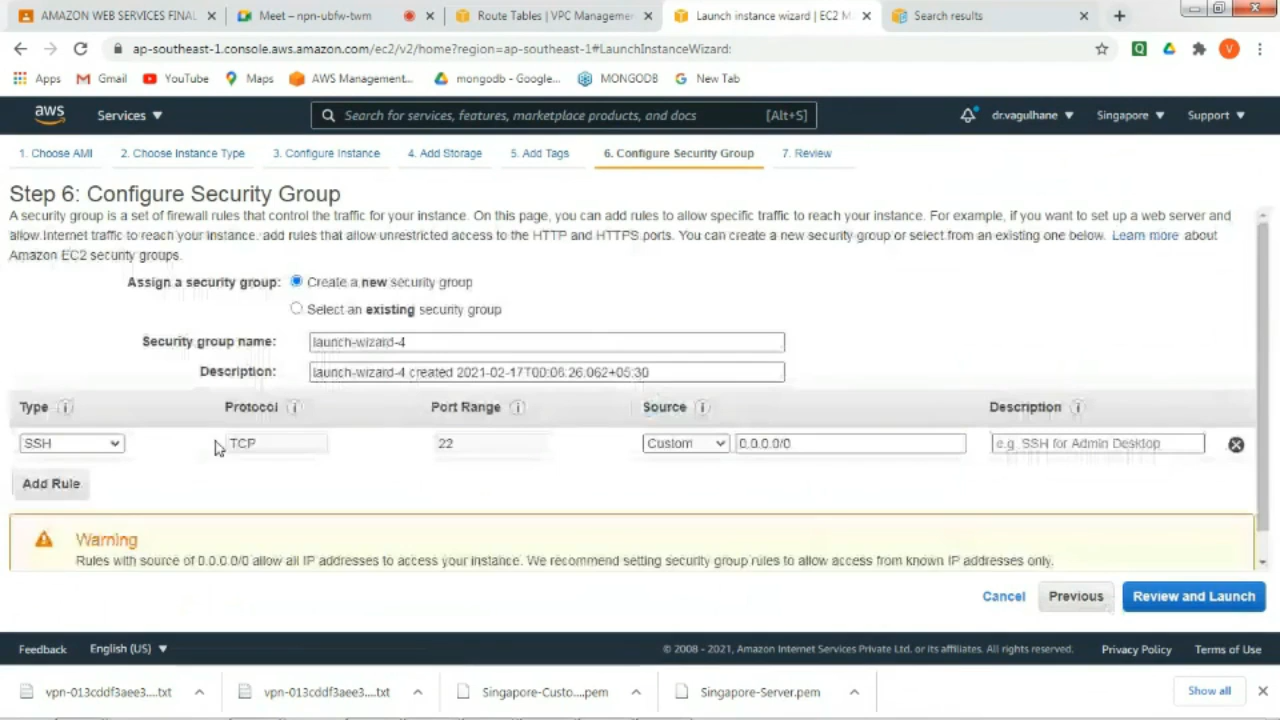 AMAZON WEB SERVICES FINAL
Meet – npn-ubfw-twm
Route Tables | VPC Managemen
Launch instance wizard | EC2 M
Search results
ap-southeast-1.console.aws.amazon.com/ec2/v2/home?region=ap-southeast-1#LaunchInstanceWizard:
Q
V
Apps
Gmail
YouTube
Maps
AWS Management...
mongodb - Google...
MONGODB
New Tab
aws
Services
Search for services, features, marketplace products, and docs
[Alt+S]
dr.vagulhane
Singapore
Support
1. Choose AMI
2. Choose Instance Type
3. Configure Instance
4. Add Storage
5. Add Tags
6. Configure Security Group
7. Review
Step 6: Configure Security Group
A security group is a set of firewall rules that control the traffic for your instance. On this page, you can add rules to allow specific traffic to reach your instance. For example, if you want to set up a web server and
allow Internet traffic to reach your instance, add rules that allow unrestricted access to the HTTP and HTTPS ports. You can create a new security group or select from an existing one below. Learn more about
Amazon EC2 security groups.
Assign a security group:
Create a new security group
Select an existing security group
Security group name:
launch-wizard-4
Description:
launch-wizard-4 created 2021-02-17T00:06:26.062+05:30
Type
Protocol
Port Range
Source
Description
SSH
TCP
22
Custom
0.0.0.0/0
e.g. SSH for Admin Desktop
Add Rule
Warning
Rules with source of 0.0.0.0/0 allow all IP addresses to access your instance. We recommend setting security group rules to allow access from known IP addresses only.
Cancel
Previous
Review and Launch
Feedback
English (US)
© 2008 - 2021, Amazon Internet Services Private Ltd. or its affiliates. All rights reserved.
Privacy Policy
Terms of Use
vpn-013cddf3aee3....txt
vpn-013cddf3aee3....txt
Singapore-Custo....pem
Singapore-Server.pem
Show all